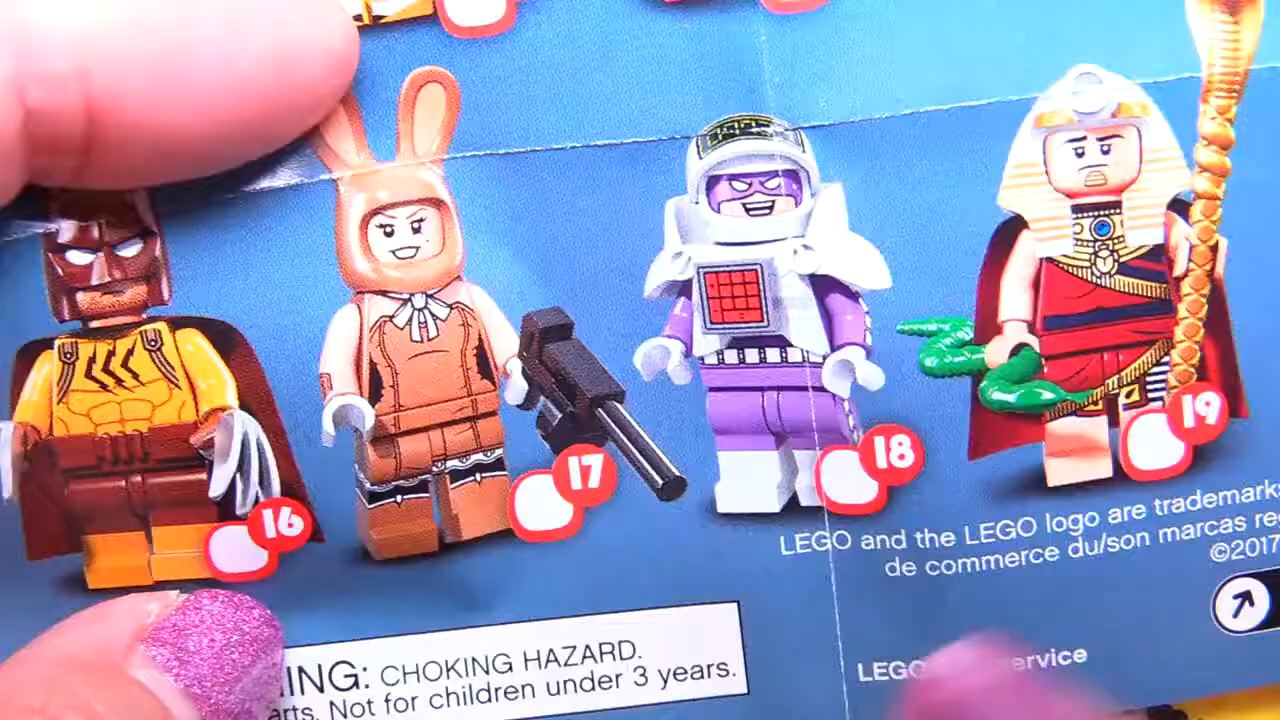 16
17
18
19
LEGO and the LEGO logo are trademarks
de commerce du/son marcas re
©2017
ING: CHOKING HAZARD.
arts. Not for children under 3 years.
LEGO ervice